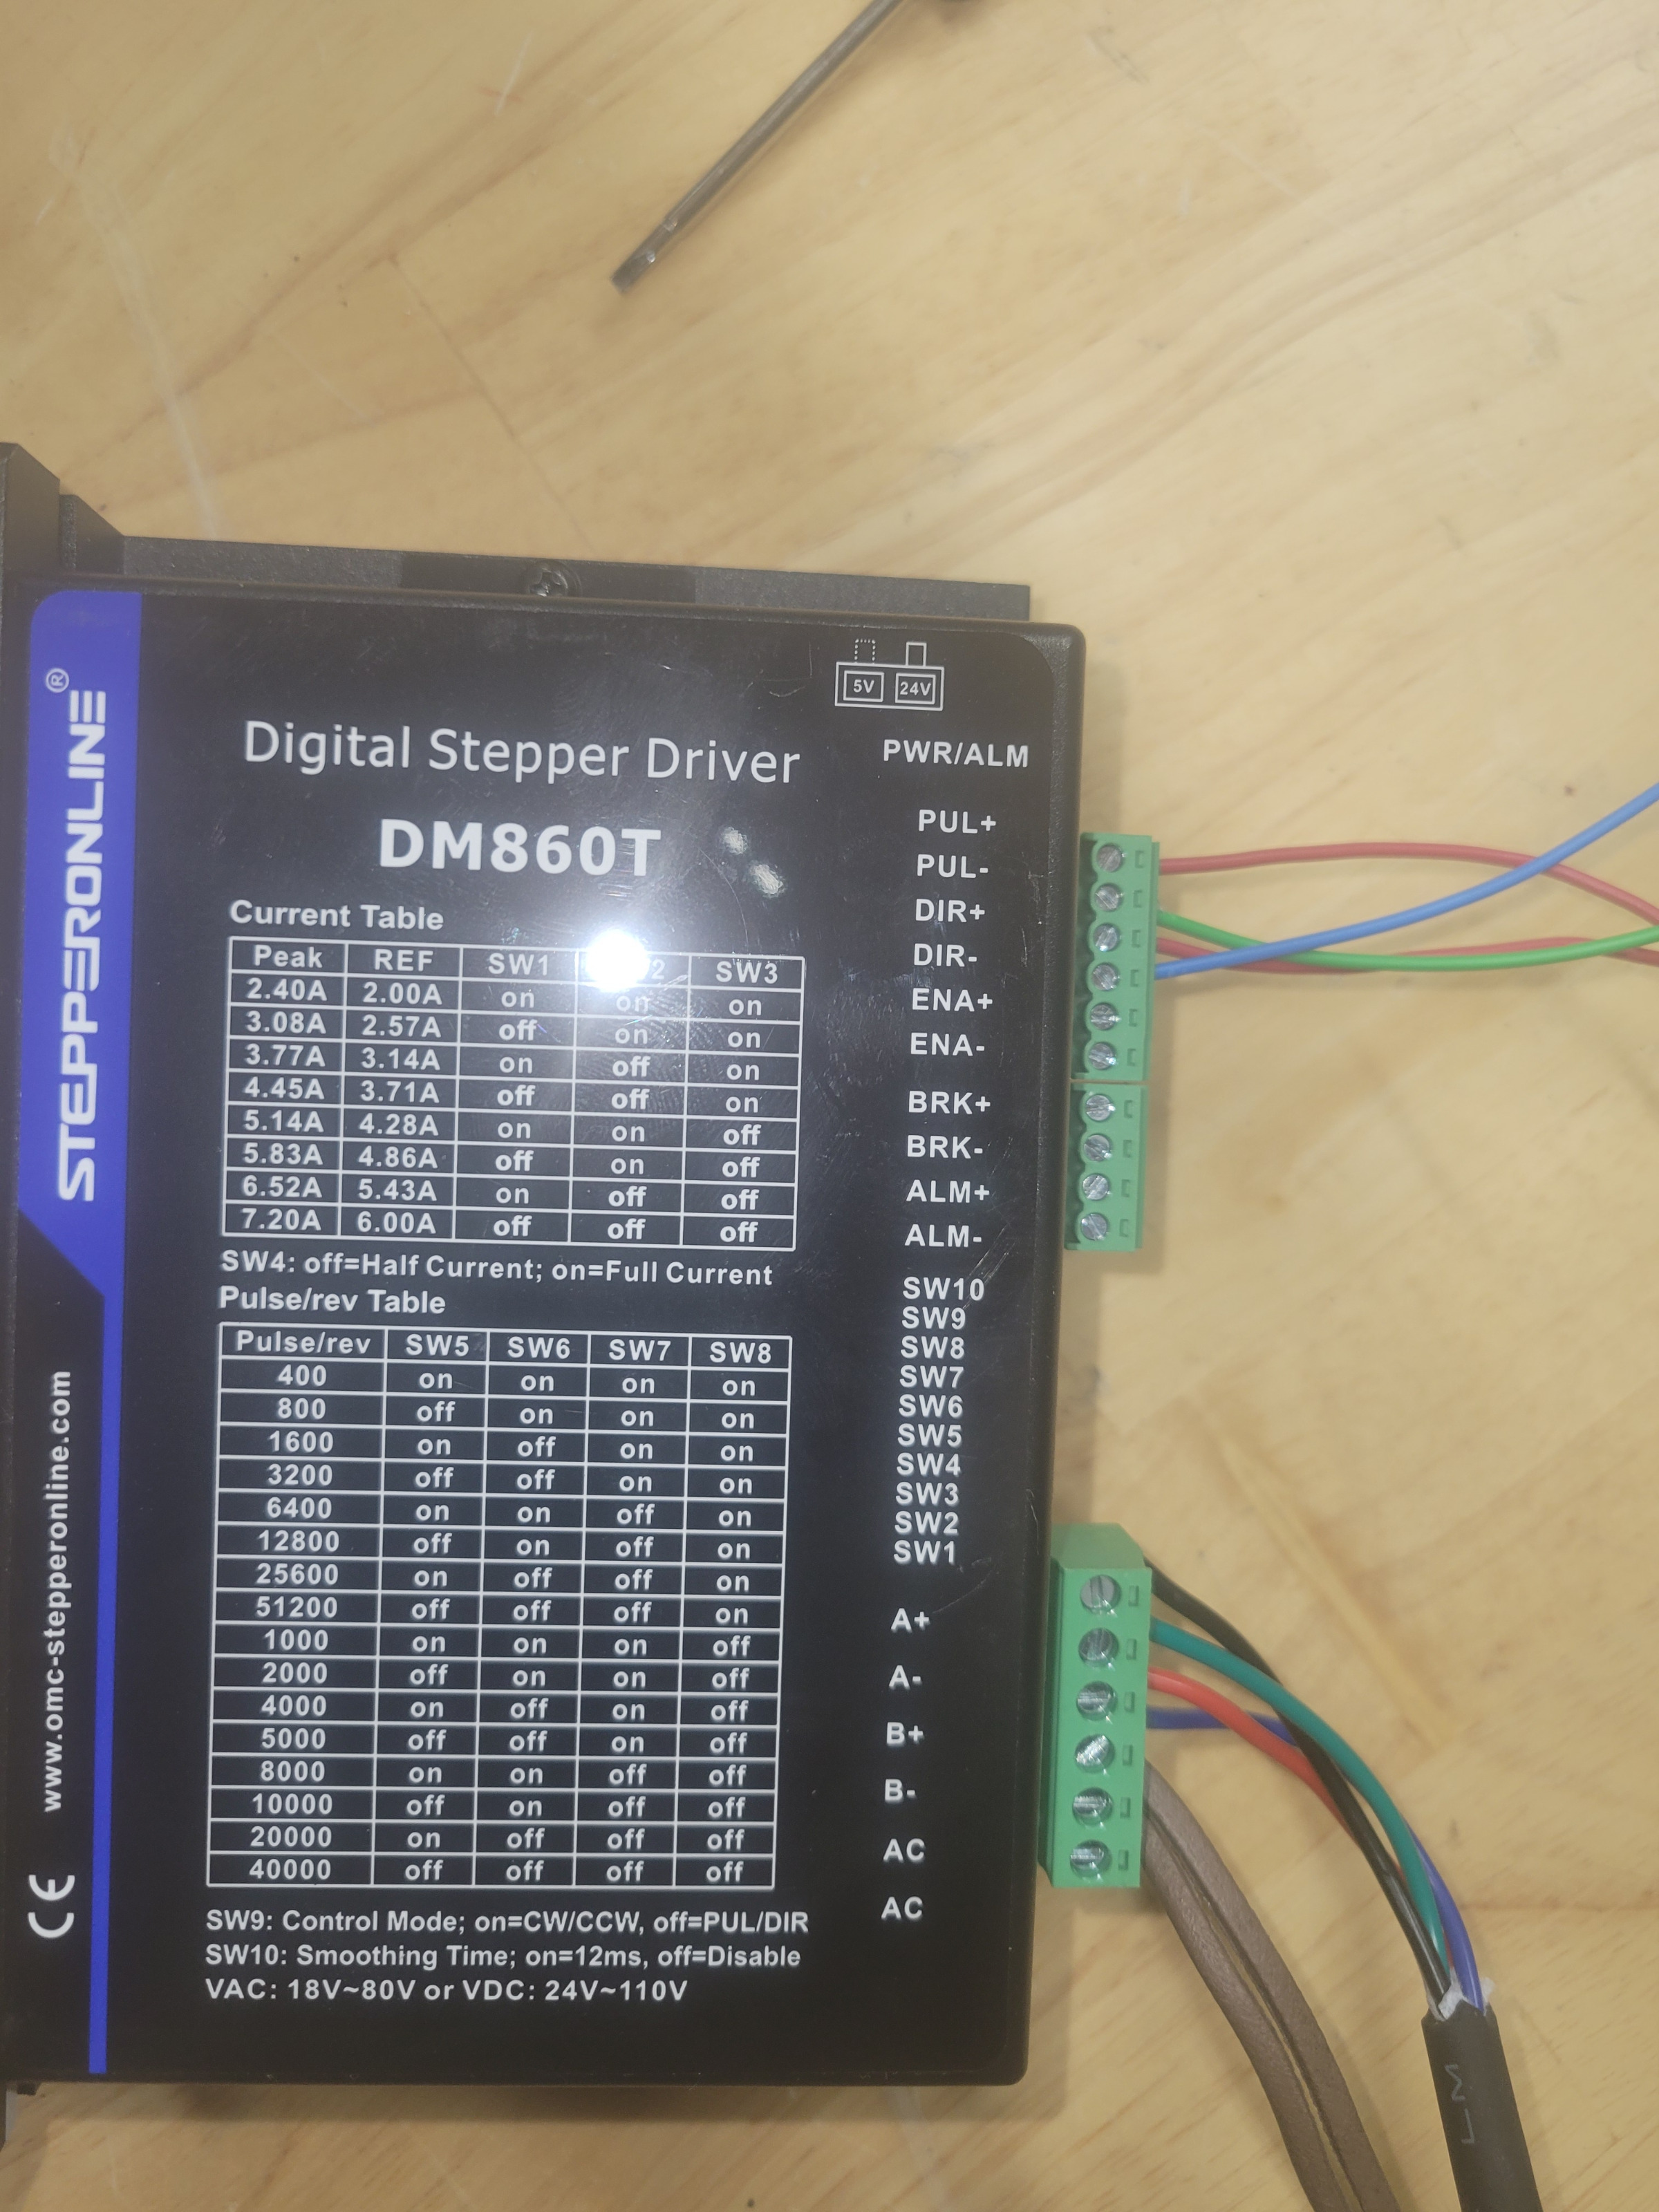 STEPPERONLINE®
www.omc-stepperonline.com
CE
5V 24V
Digital Stepper Driver
DM860T
Current Table
Peak REF SW1 2 SW3
2.40A 2.00A on on on
3.08A 2.57A off on on
3.77A 3.14A on off on
4.45A 3.71A off off on
5.14A 4.28A on on off
5.83A 4.86A off on off
6.52A 5.43A on off off
7.20A 6.00A off off off
SW4: off=Half Current; on=Full Current
Pulse/rev Table
Pulse/rev SW5 SW6 SW7 SW8
400 on on on on
800 off on on on
1600 on off on on
3200 off off on on
6400 on on off on
12800 off on off on
25600 on off off on
51200 off off off on
1000 on on on off
2000 off on on off
4000 on off on off
5000 off off on off
8000 on on off off
10000 off on off off
20000 on off off off
40000 off off off off
SW9: Control Mode; on=CW/CCW, off=PUL/DIR
SW10: Smoothing Time; on=12ms, off=Disable
VAC: 18V~80V or VDC: 24V~110V
PWR/ALM
PUL+
PUL-
DIR+
DIR-
ENA+
ENA-
BRK+
BRK-
ALM+
ALM-
SW10
SW9
SW8
SW7
SW6
SW5
SW4
SW3
SW2
SW1
A+
A-
B+
B-
AC
AC